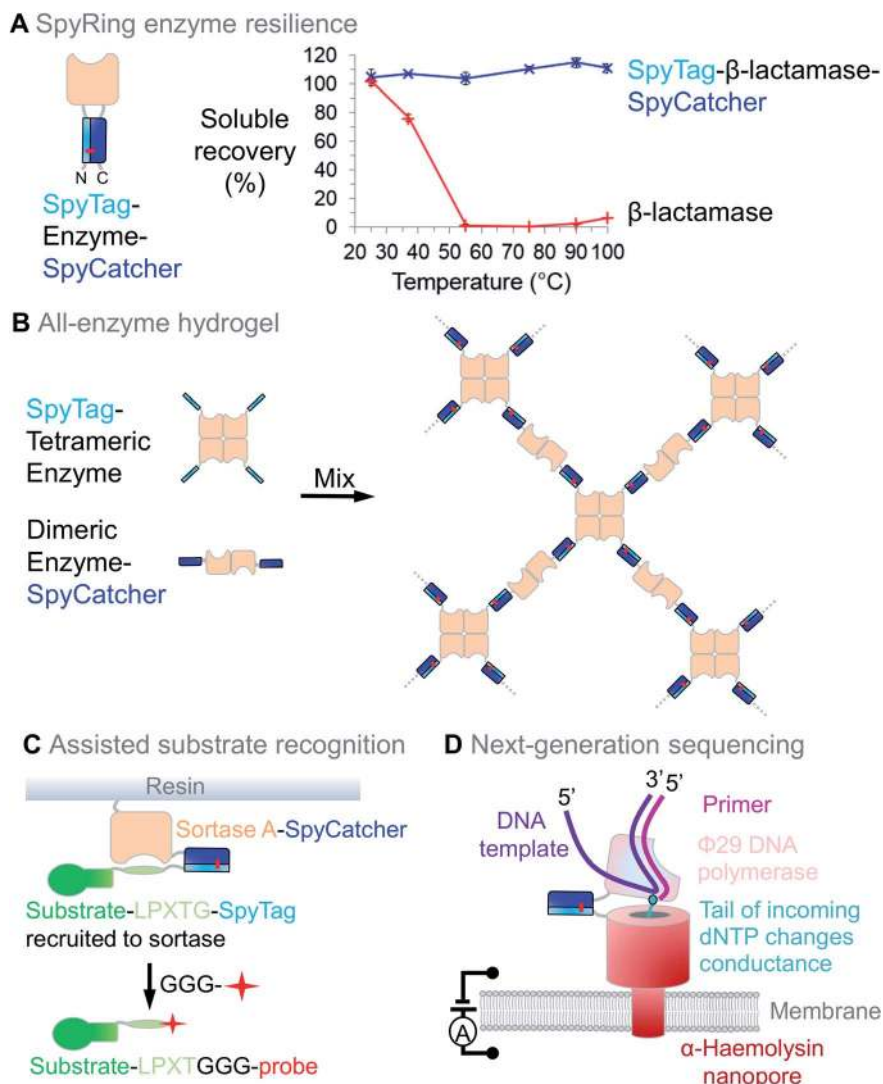 A SpyRing enzyme resilience
N C
SpyTag-
Enzyme-
SpyCatcher
Soluble
recovery
(%)
120
100
80
60
40
20
0
20 30 40 50 60 70 80 90 100
Temperature (°C)
SpyTag-β-lactamase-
SpyCatcher
β-lactamase
B All-enzyme hydrogel
SpyTag-
Tetrameric
Enzyme
Dimeric
Enzyme-
SpyCatcher
Mix
C Assisted substrate recognition
Resin
Sortase A-SpyCatcher
Substrate-LPXTG-SpyTag
recruited to sortase
GGG-
Substrate-LPXTGGG-probe
D Next-generation sequencing
5’
3’ 5’
Primer
DNA
template
Φ29 DNA
polymerase
Tail of incoming
dNTP changes
conductance
A
Membrane
α-Haemolysin
nanopore